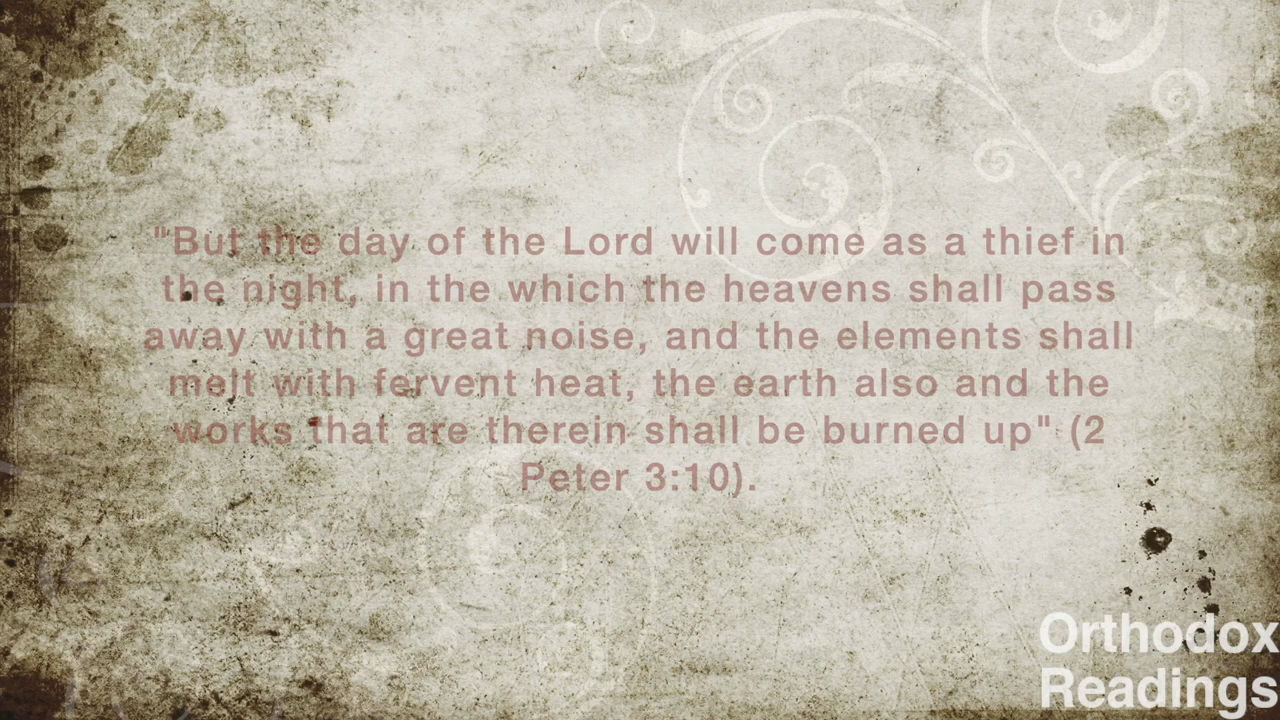 "But the day of the Lord will come as a thief in
the night, in the which the heavens shall pass
away with a great noise, and the elements shall
melt with fervent heat, the earth also and the
works that are therein shall be burned up" (2
Peter 3:10).
Orthodox
Readings